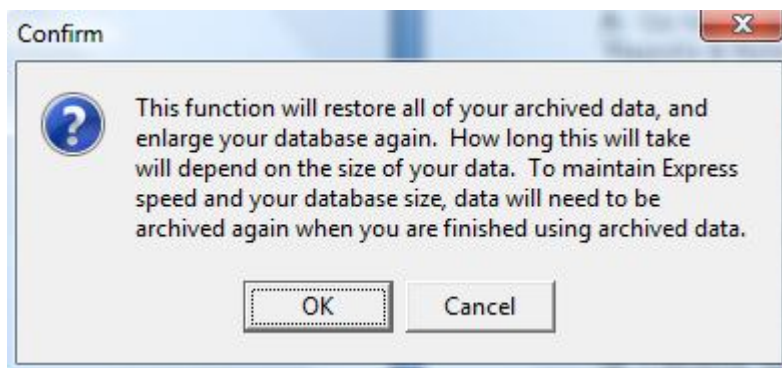 Confirm
This function will restore all of your archived data, and
enlarge your database again.  How long this will take
will depend on the size of your data.  To maintain Express
speed and your database size, data will need to be
archived again when you are finished using archived data.
OK
Cancel